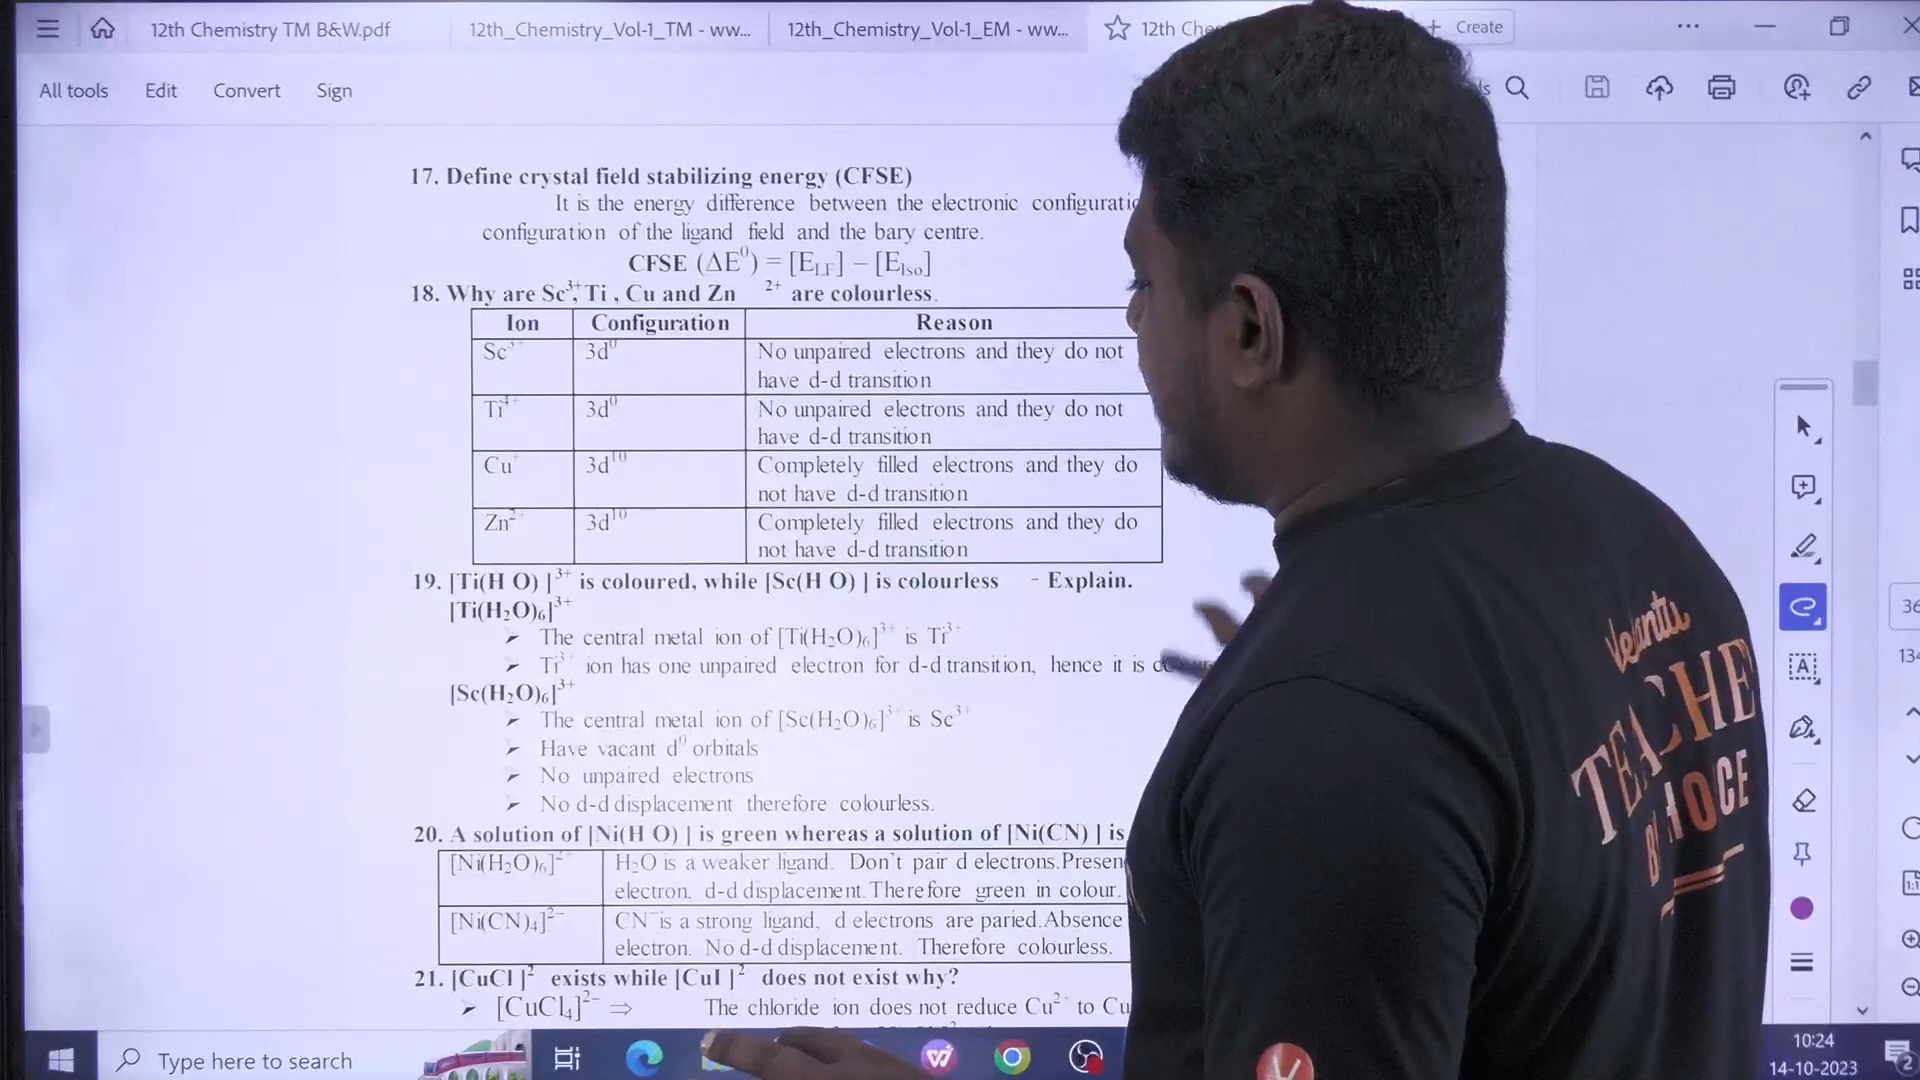 12th Chemistry TM B&W.pdf
12th_Chemistry_Vol-1_TM - ww...
12th_Chemistry_Vol-1_EM - ww...
12th Che
Create
All tools Edit Convert Sign
17. Define crystal field stabilizing energy (CFSE)
It is the energy difference between the electronic
configuration of the ligand field and the bary centre.
CFSE (ΔE⁰) = [E_LF] – [E_Iso]
18. Why are Sc³⁺, Ti , Cu and Zn ²⁺ are colourless.
Ion Configuration Reason
Sc³⁺ 3d⁰ No unpaired electrons and they do not
have d-d transition
Ti⁴⁺ 3d⁰ No unpaired electrons and they do not
have d-d transition
Cu⁺ 3d¹⁰ Completely filled electrons and they do
not have d-d transition
Zn²⁺ 3d¹⁰ Completely filled electrons and they do
not have d-d transition
19. [Ti(H O) ]³⁺ is coloured, while [Sc(H O) ] is colourless - Explain.
[Ti(H₂O)₆]³⁺
➢ The central metal ion of [Ti(H₂O)₆]³⁺ is Ti³⁺
➢ Ti³⁺ ion has one unpaired electron for d-d transition, hence it is
[Sc(H₂O)₆]³⁺
➢ The central metal ion of [Sc(H₂O)₆]³⁺ is Sc³⁺
➢ Have vacant d⁰ orbitals
➢ No unpaired electrons
➢ No d-d displacement therefore colourless.
20. A solution of [Ni(H O) ] is green whereas a solution of [Ni(CN) ] is
[Ni(H₂O)₆]²⁺ H₂O is a weaker ligand. Don't pair d electrons.Presen
electron, d-d displacement.Therefore green in colour.
[Ni(CN)₄]²⁻ CN⁻ is a strong ligand, d electrons are paried.Absence
electron. No d-d displacement. Therefore colourless.
21. [CuCl ]² exists while [CuI ]² does not exist why?
➢ [CuCl₄]²⁻ ⇒ The chloride ion does not reduce Cu²⁺ to Cu
Vedantu
TEACHE
BY CHOICE
Type here to search
10:24
14-10-2023
2